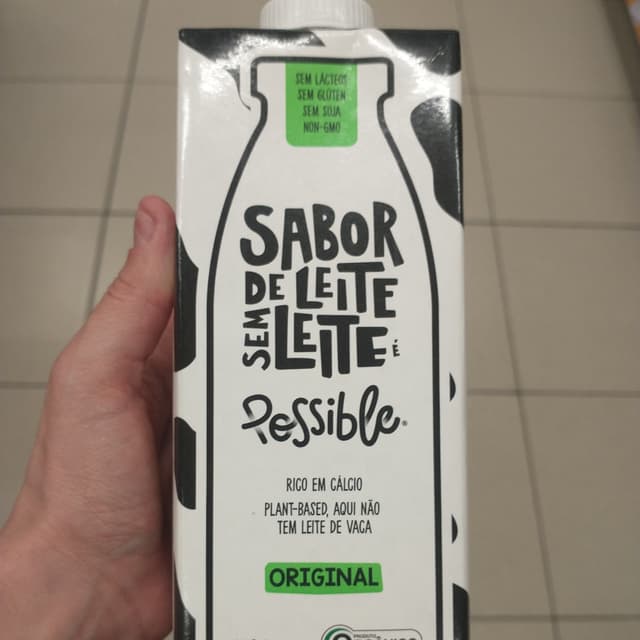 SEM LÁCTEOS
SEM GLÚTEN
SEM SOJA
NON-GMO
SABOR
DE LEITE
SEM LEITE É
Possible®
RICO EM CÁLCIO
PLANT-BASED, AQUI NÃO
TEM LEITE DE VACA
ORIGINAL
PRODUTO